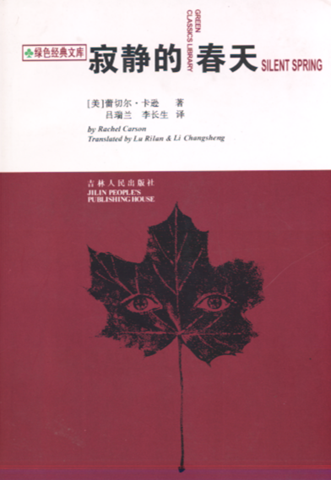 绿色经典文库
寂静的春天
GREEN
CLASSICS LIBRARY
SILENT SPRING
[美]蕾切尔·卡逊 著
吕瑞兰 李长生 译
by Rachel Carson
Translated by Lu Rilan & Li Changsheng
吉林人民出版社
JILIN PEOPLE'S
PUBLISHING HOUSE